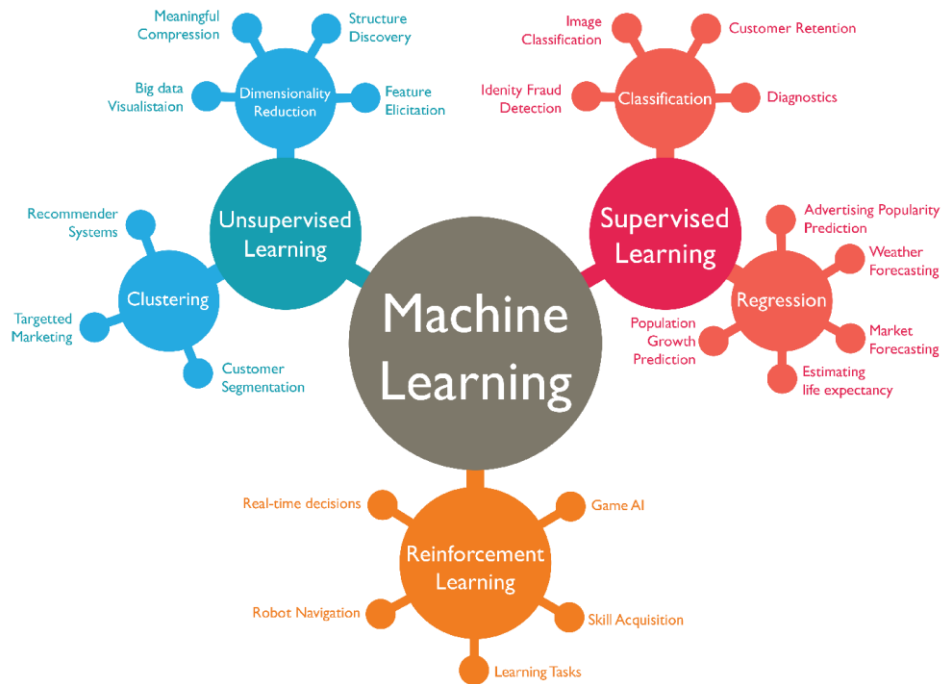 Meaningful
Compression
Structure
Discovery
Big data
Visualistaion
Dimensionality
Reduction
Feature
Elicitation
Image
Classification
Customer Retention
Idenity Fraud
Detection
Classification
Diagnostics
Unsupervised
Learning
Recommender
Systems
Clustering
Targetted
Marketing
Customer
Segmentation
Supervised
Learning
Advertising Popularity
Prediction
Weather
Forecasting
Regression
Population
Growth
Prediction
Market
Forecasting
Estimating
life expectancy
Machine
Learning
Real-time decisions
Game AI
Reinforcement
Learning
Robot Navigation
Skill Acquisition
Learning Tasks